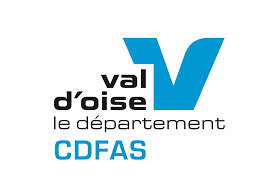 val
d'oise
le département
CDFAS